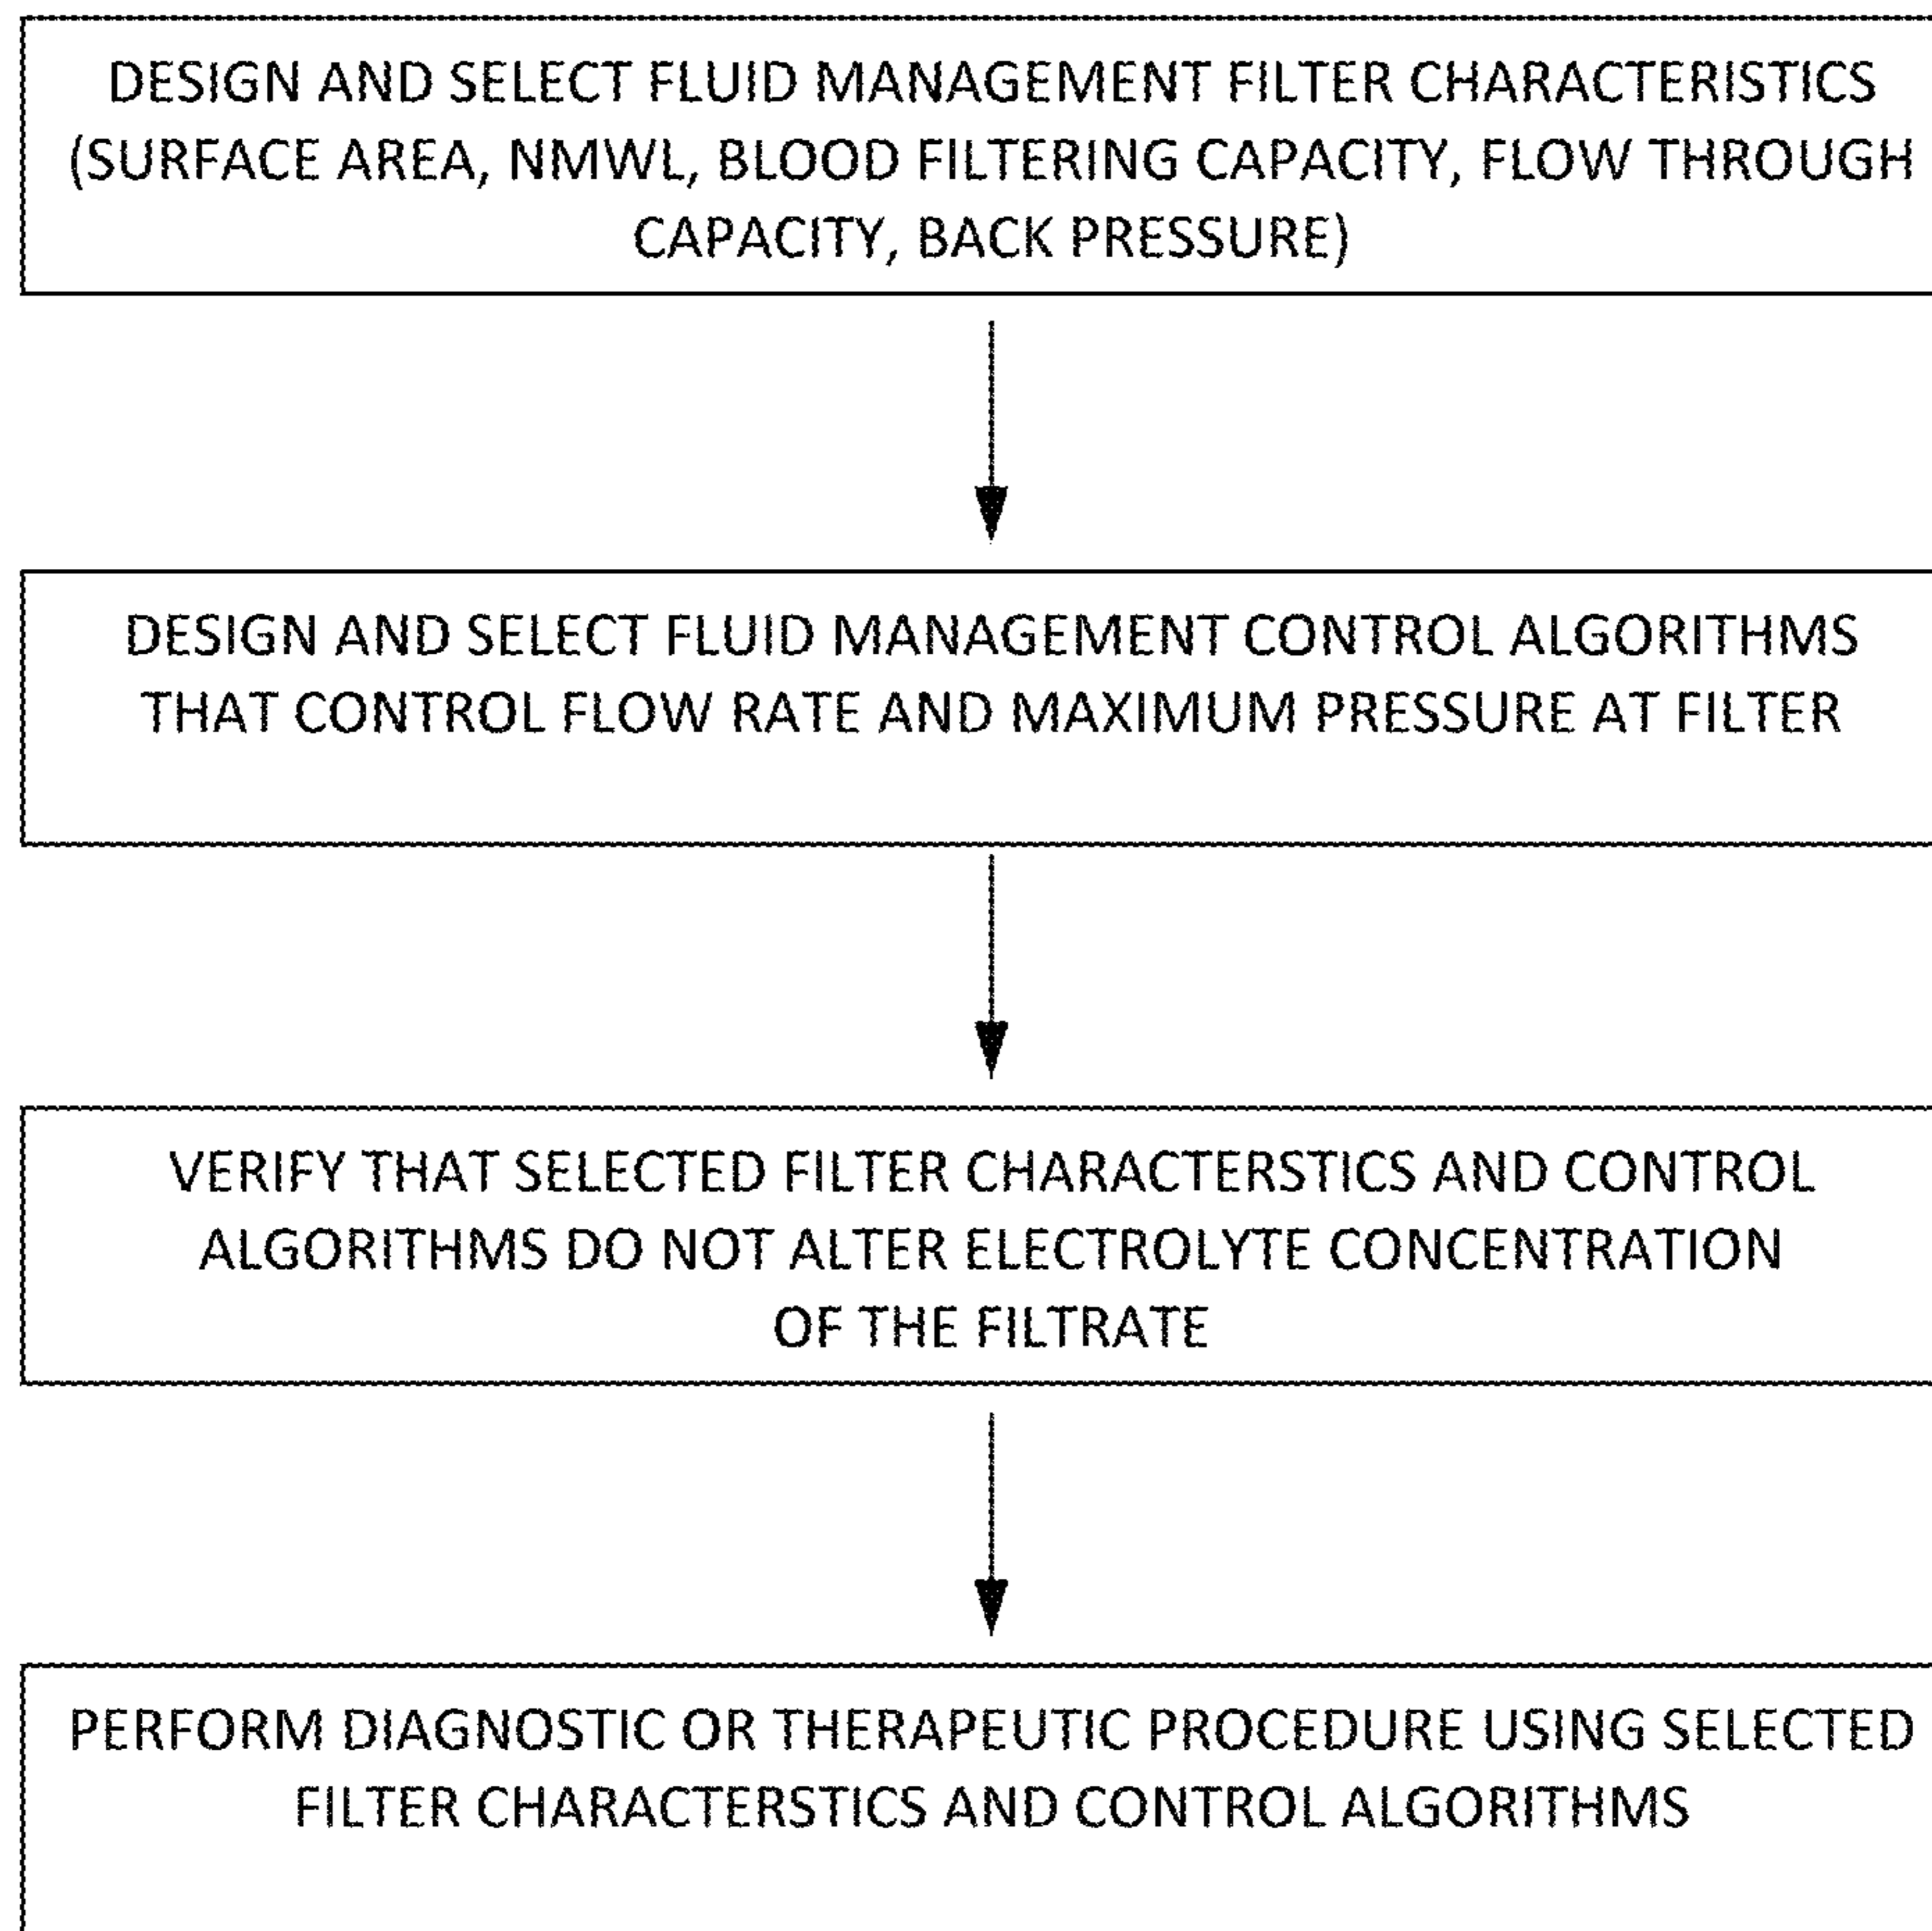 DESIGN AND SELECT FLUID MANAGEMENT FILTER CHARACTERISTICS
(SURFACE AREA, NMWL, BLOOD FILTERING CAPACITY, FLOW THROUGH
CAPACITY, BACK PRESSURE)
DESIGN AND SELECT FLUID MANAGEMENT CONTROL ALGORITHMS
THAT CONTROL FLOW RATE AND MAXIMUM PRESSURE AT FILTER
VERIFY THAT SELECTED FILTER CHARACTERSTICS AND CONTROL
ALGORITHMS DO NOT ALTER ELECTROLYTE CONCENTRATION
OF THE FILTRATE
PERFORM DIAGNOSTIC OR THERAPEUTIC PROCEDURE USING SELECTED
FILTER CHARACTERSTICS AND CONTROL ALGORITHMS